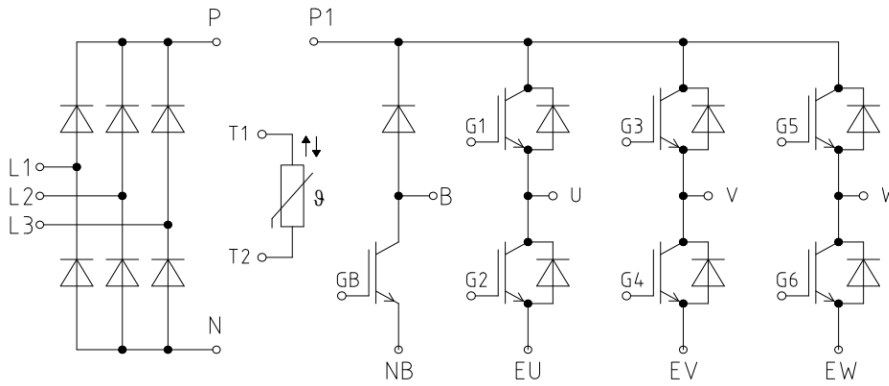 P P1
T1 G1 G3 G5
L1
L2 B U V W
L3 ϑ
T2 GB G2 G4 G6
N
NB EU EV EW